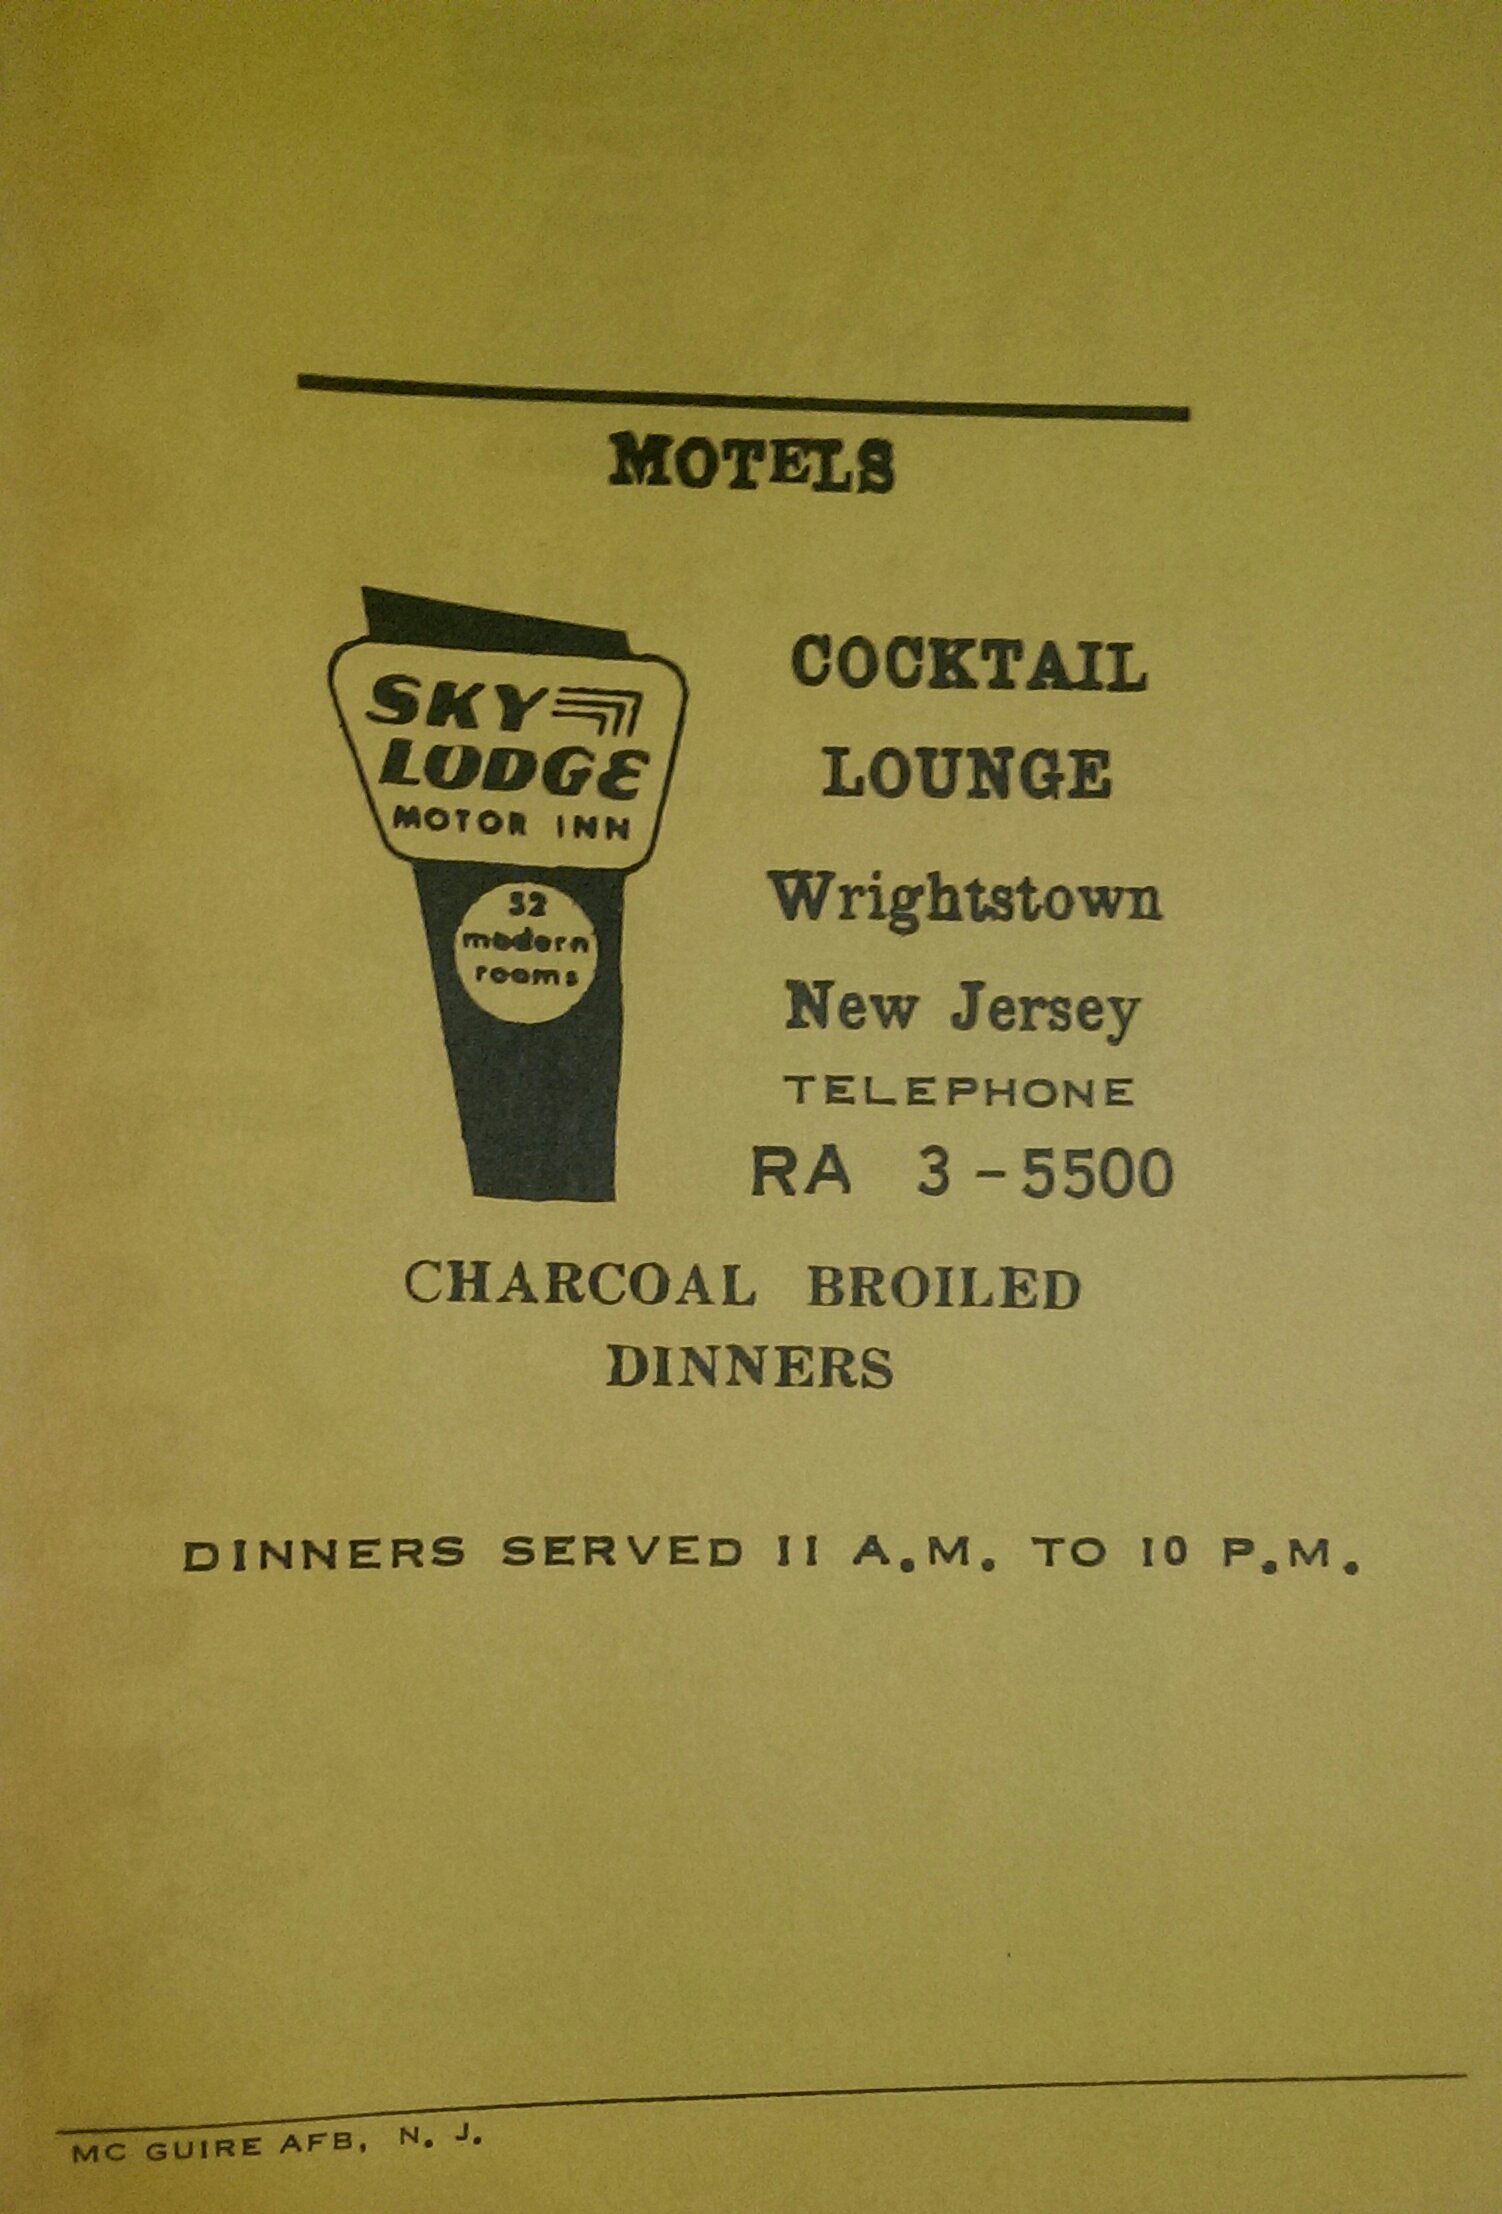 MOTELS
SKY
LODGE
MOTOR INN
52
modern
rooms
COCKTAIL
LOUNGE
Wrightstown
New Jersey
TELEPHONE
RA 3-5500
CHARCOAL BROILED
DINNERS
DINNERS SERVED 11 A.M. TO 10 P.M.
MC GUIRE AFB, N. J.